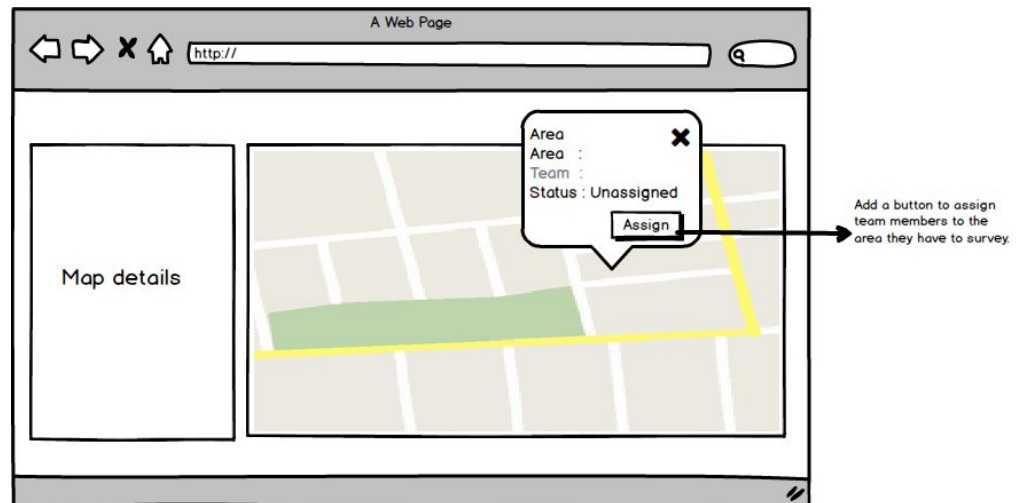 A Web Page
http://
Area
Area :
Team :
Status : Unassigned
Assign
Add a button to assign
team members to the
area they have to survey.
Map details